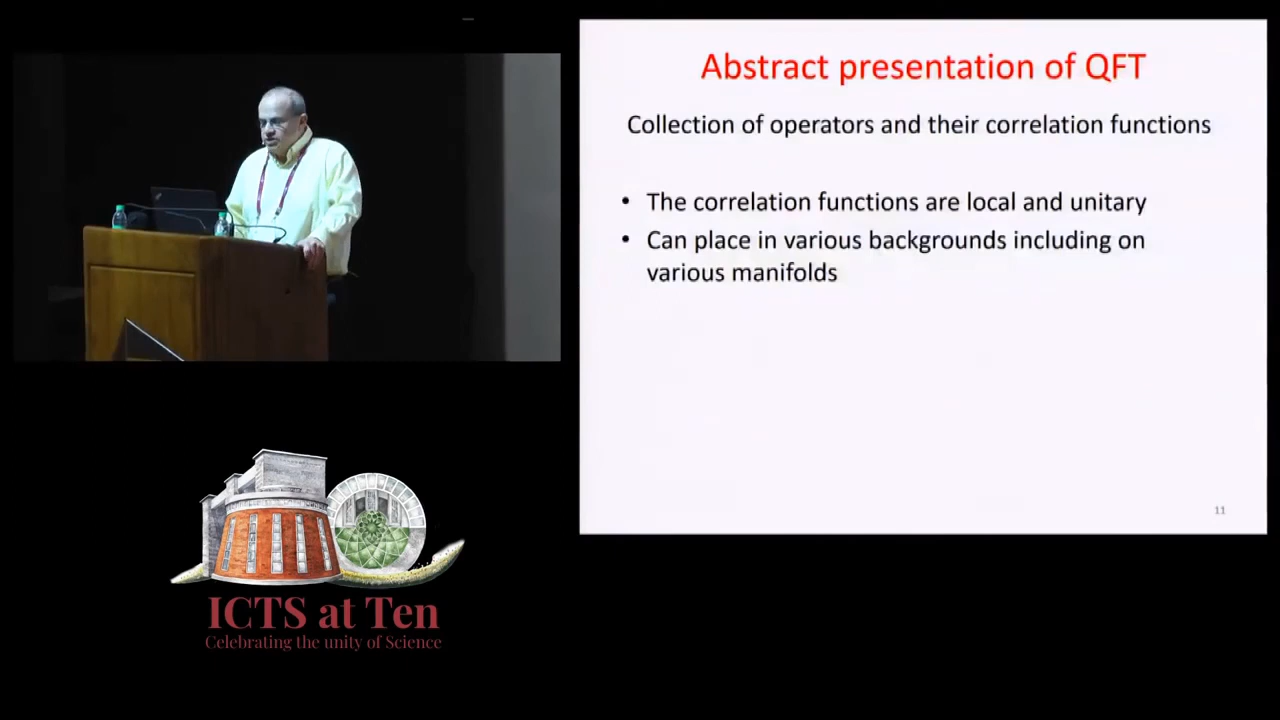 Abstract presentation of QFT
Collection of operators and their correlation functions
• The correlation functions are local and unitary
• Can place in various backgrounds including on
various manifolds
11
ICTS at Ten
Celebrating the unity of Science